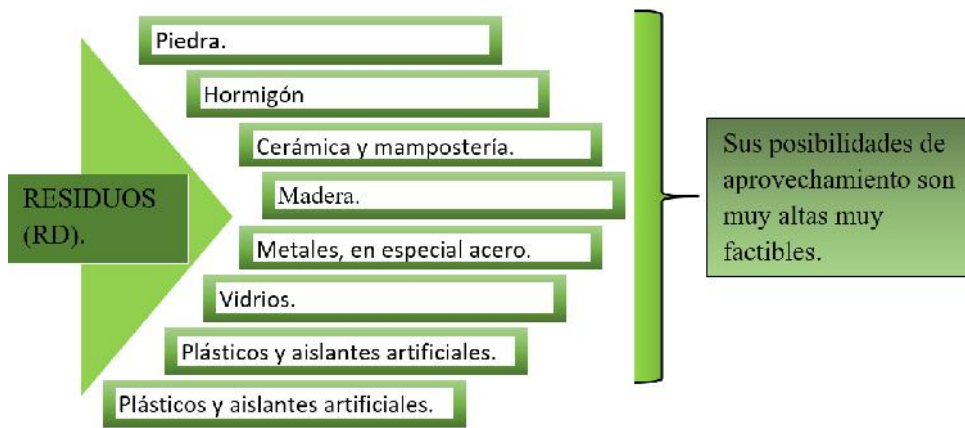 Piedra.
Hormigón
Cerámica y mampostería.
Madera.
Metales, en especial acero.
Vidrios.
Plásticos y aislantes artificiales.
Plásticos y aislantes artificiales.
RESIDUOS
(RD).
Sus posibilidades de
aprovechamiento son
muy altas muy
factibles.